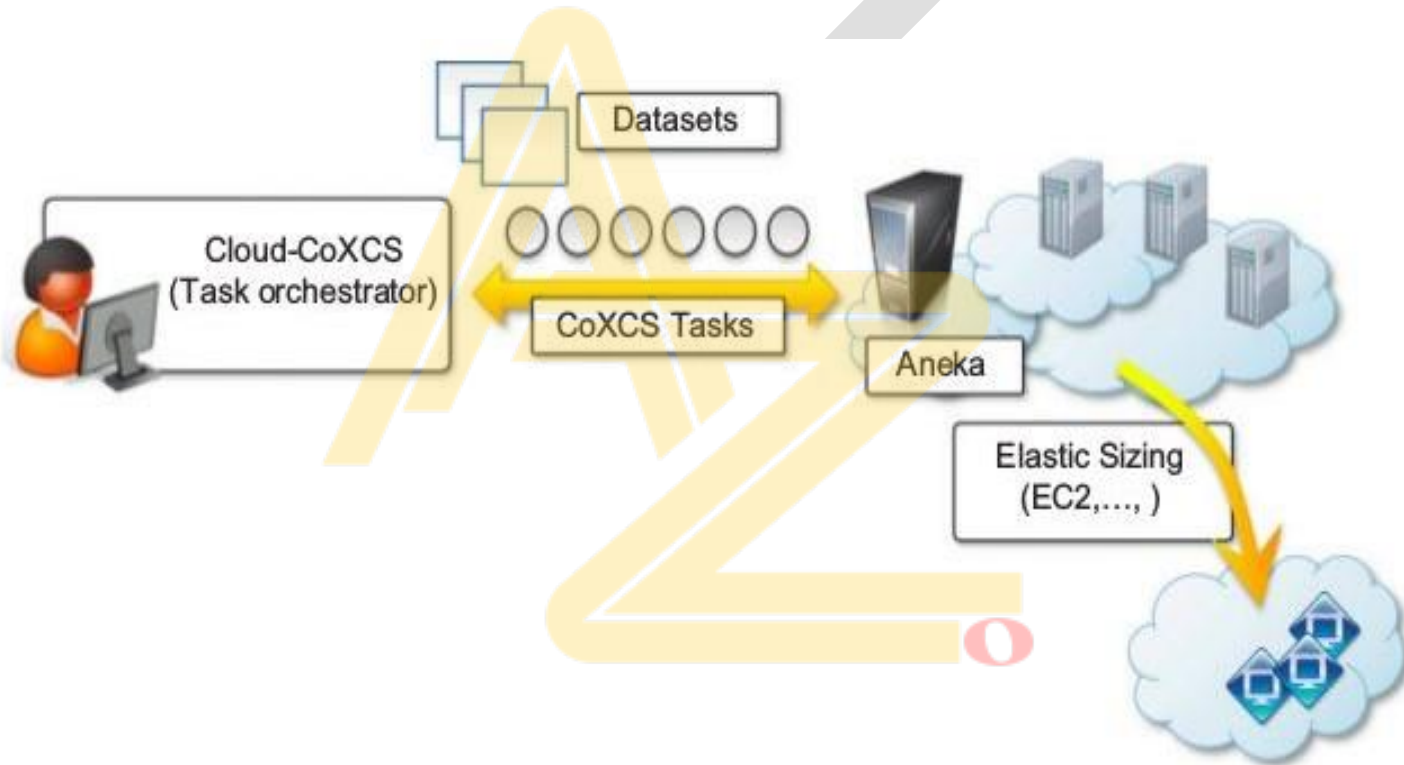 Datasets
Cloud-CoXCS
(Task orchestrator)
CoXCS Tasks
Aneka
Elastic Sizing
(EC2,..., )